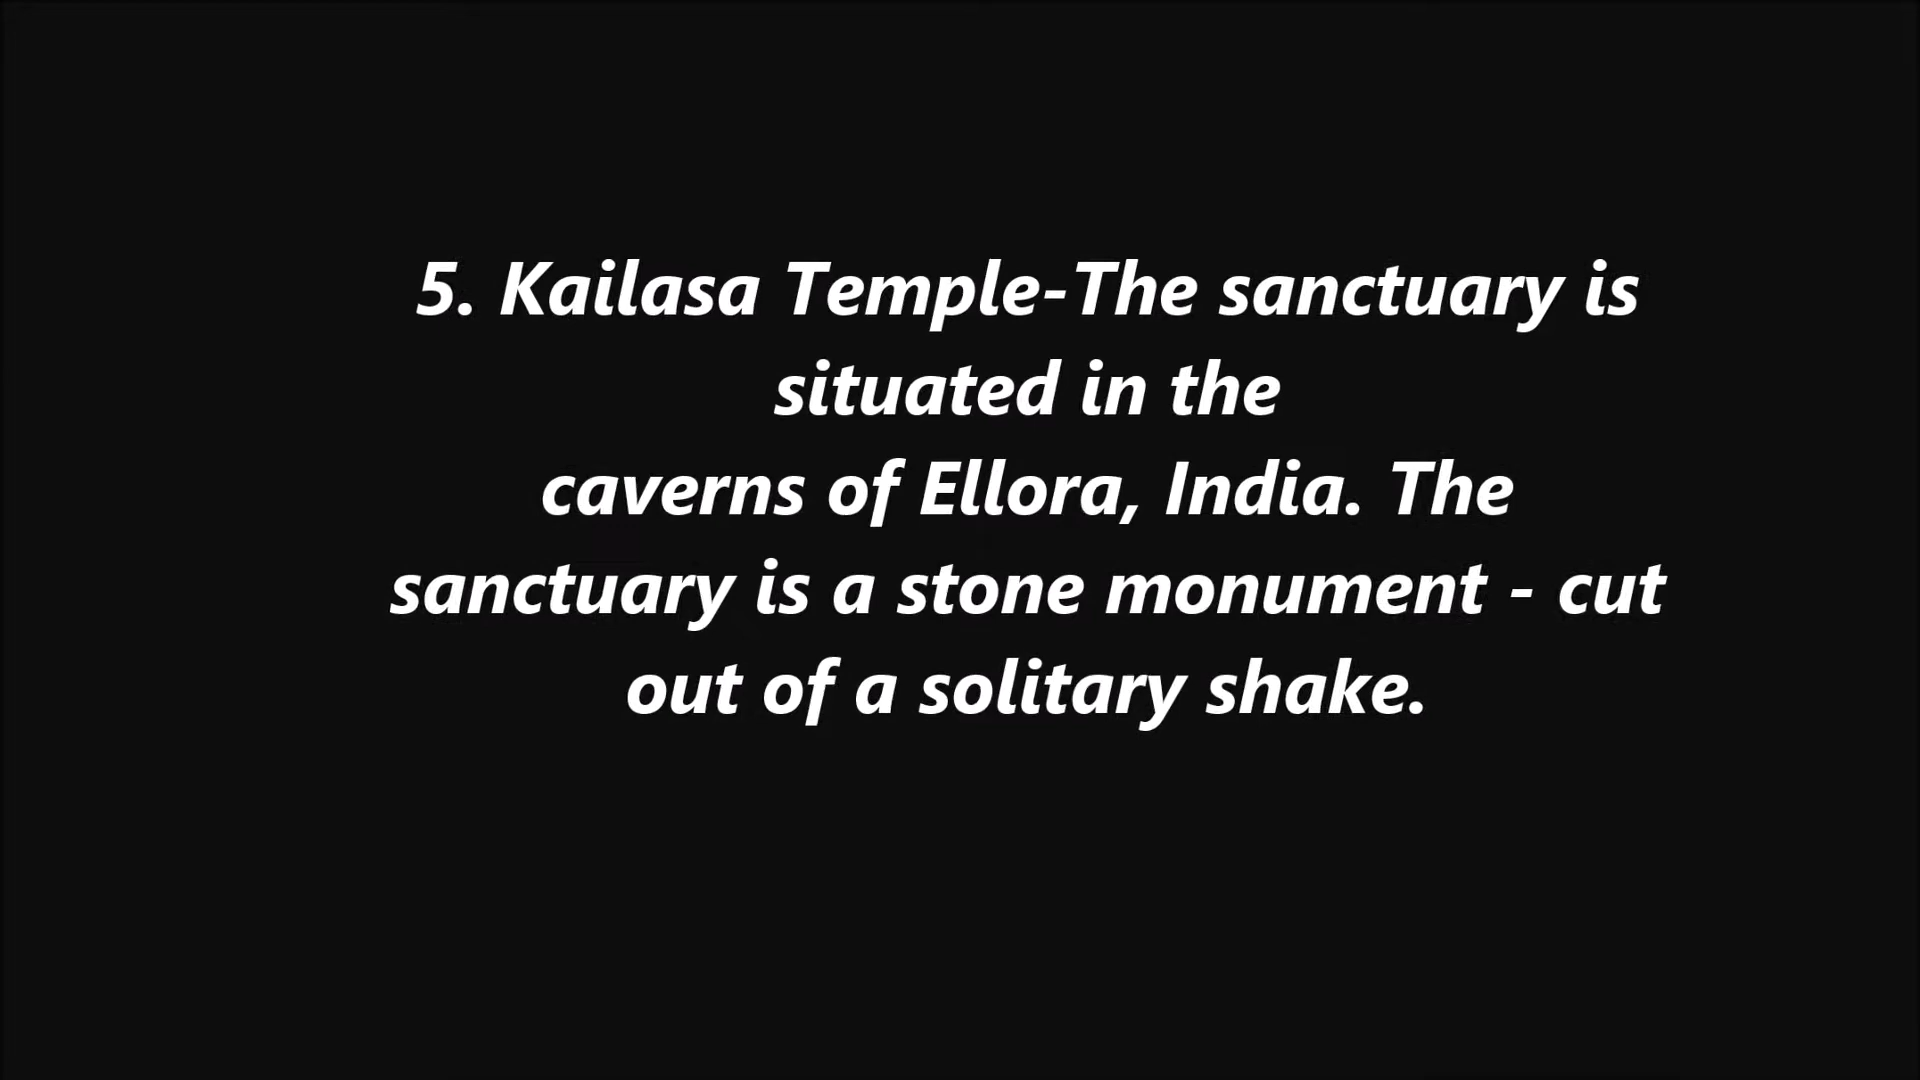 5. Kailasa Temple-The sanctuary is
situated in the
caverns of Ellora, India. The
sanctuary is a stone monument - cut
out of a solitary shake.